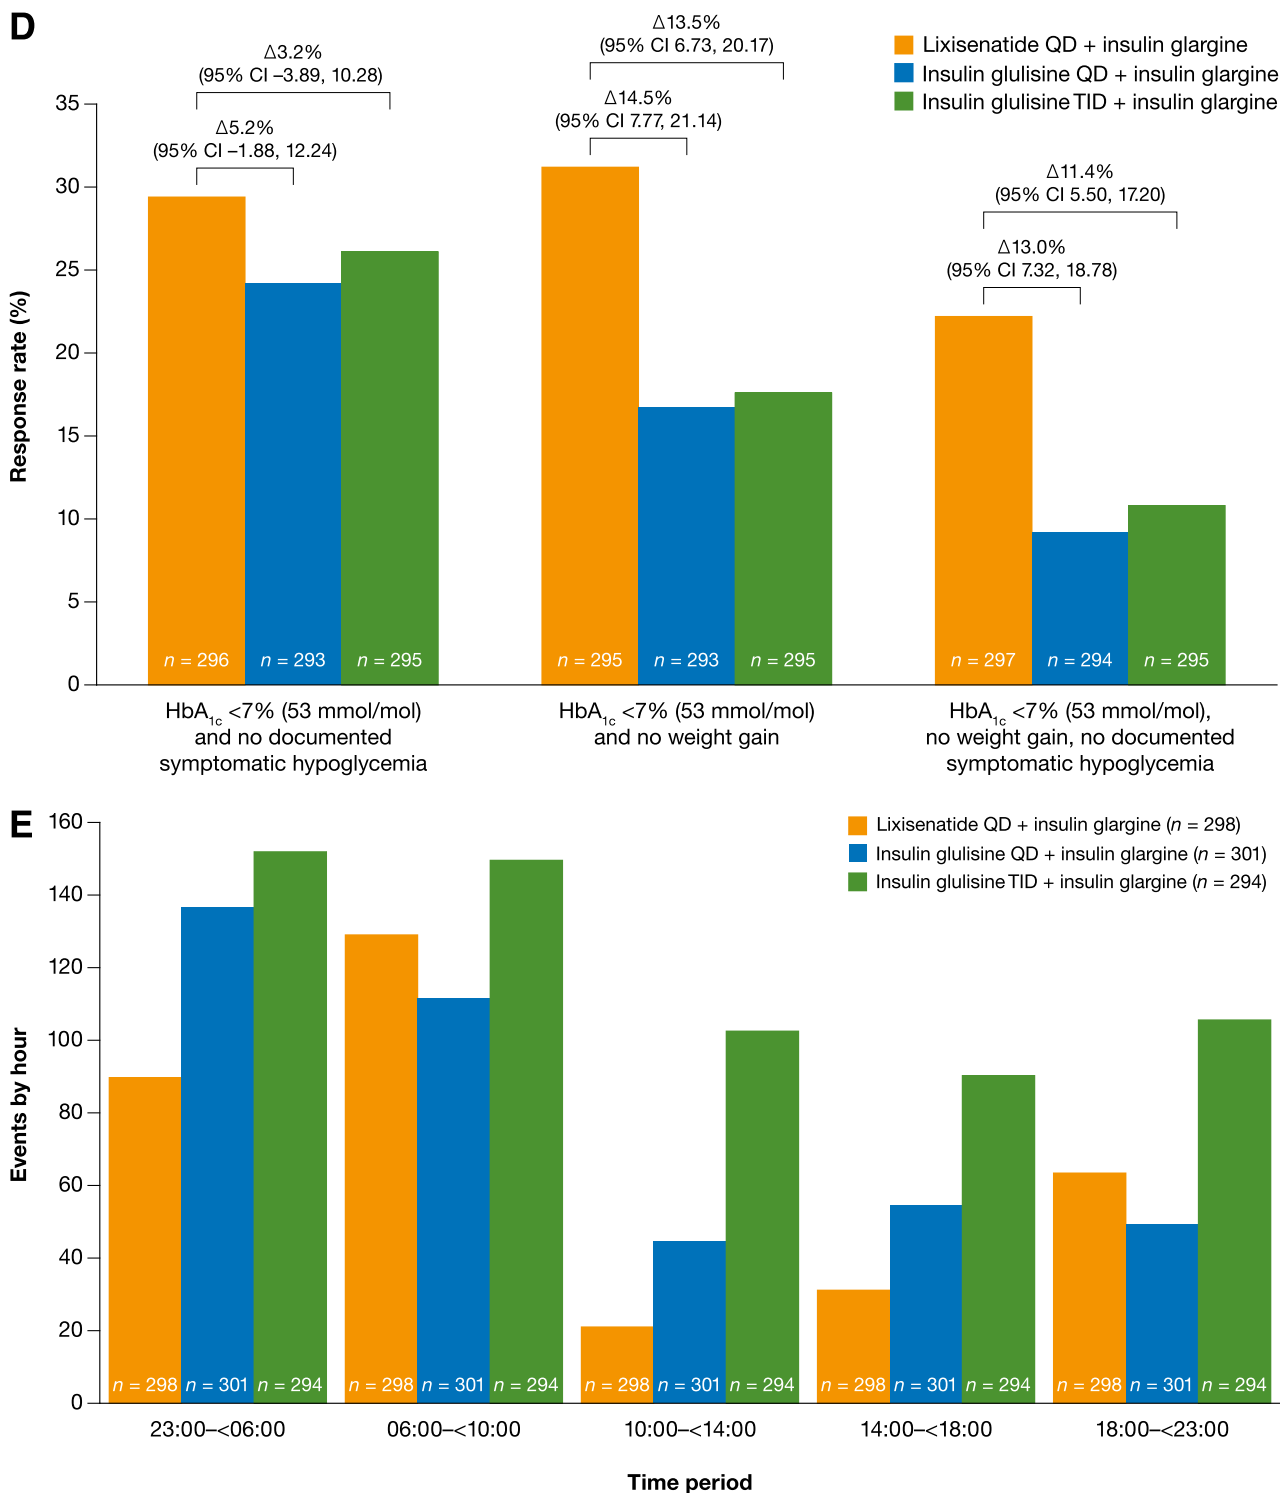 D
Δ3.2%
(95% CI –3.89, 10.28)
Δ5.2%
(95% CI –1.88, 12.24)
Δ13.5%
(95% CI 6.73, 20.17)
Δ14.5%
(95% CI 7.77, 21.14)
Δ11.4%
(95% CI 5.50, 17.20)
Δ13.0%
(95% CI 7.32, 18.78)
Lixisenatide QD + insulin glargine
Insulin glulisine QD + insulin glargine
Insulin glulisine TID + insulin glargine
Response rate (%)
35
30
25
20
15
10
5
0
n = 296
n = 293
n = 295
n = 295
n = 293
n = 295
n = 297
n = 294
n = 295
HbA1c <7% (53 mmol/mol)
and no documented
symptomatic hypoglycemia
HbA1c <7% (53 mmol/mol)
and no weight gain
HbA1c <7% (53 mmol/mol),
no weight gain, no documented
symptomatic hypoglycemia
E
Lixisenatide QD + insulin glargine (n = 298)
Insulin glulisine QD + insulin glargine (n = 301)
Insulin glulisine TID + insulin glargine (n = 294)
Events by hour
160
140
120
100
80
60
40
20
0
n = 298
n = 301
n = 294
n = 298
n = 301
n = 294
n = 298
n = 301
n = 294
n = 298
n = 301
n = 294
n = 298
n = 301
n = 294
23:00–<06:00
06:00–<10:00
10:00–<14:00
14:00–<18:00
18:00–<23:00
Time period